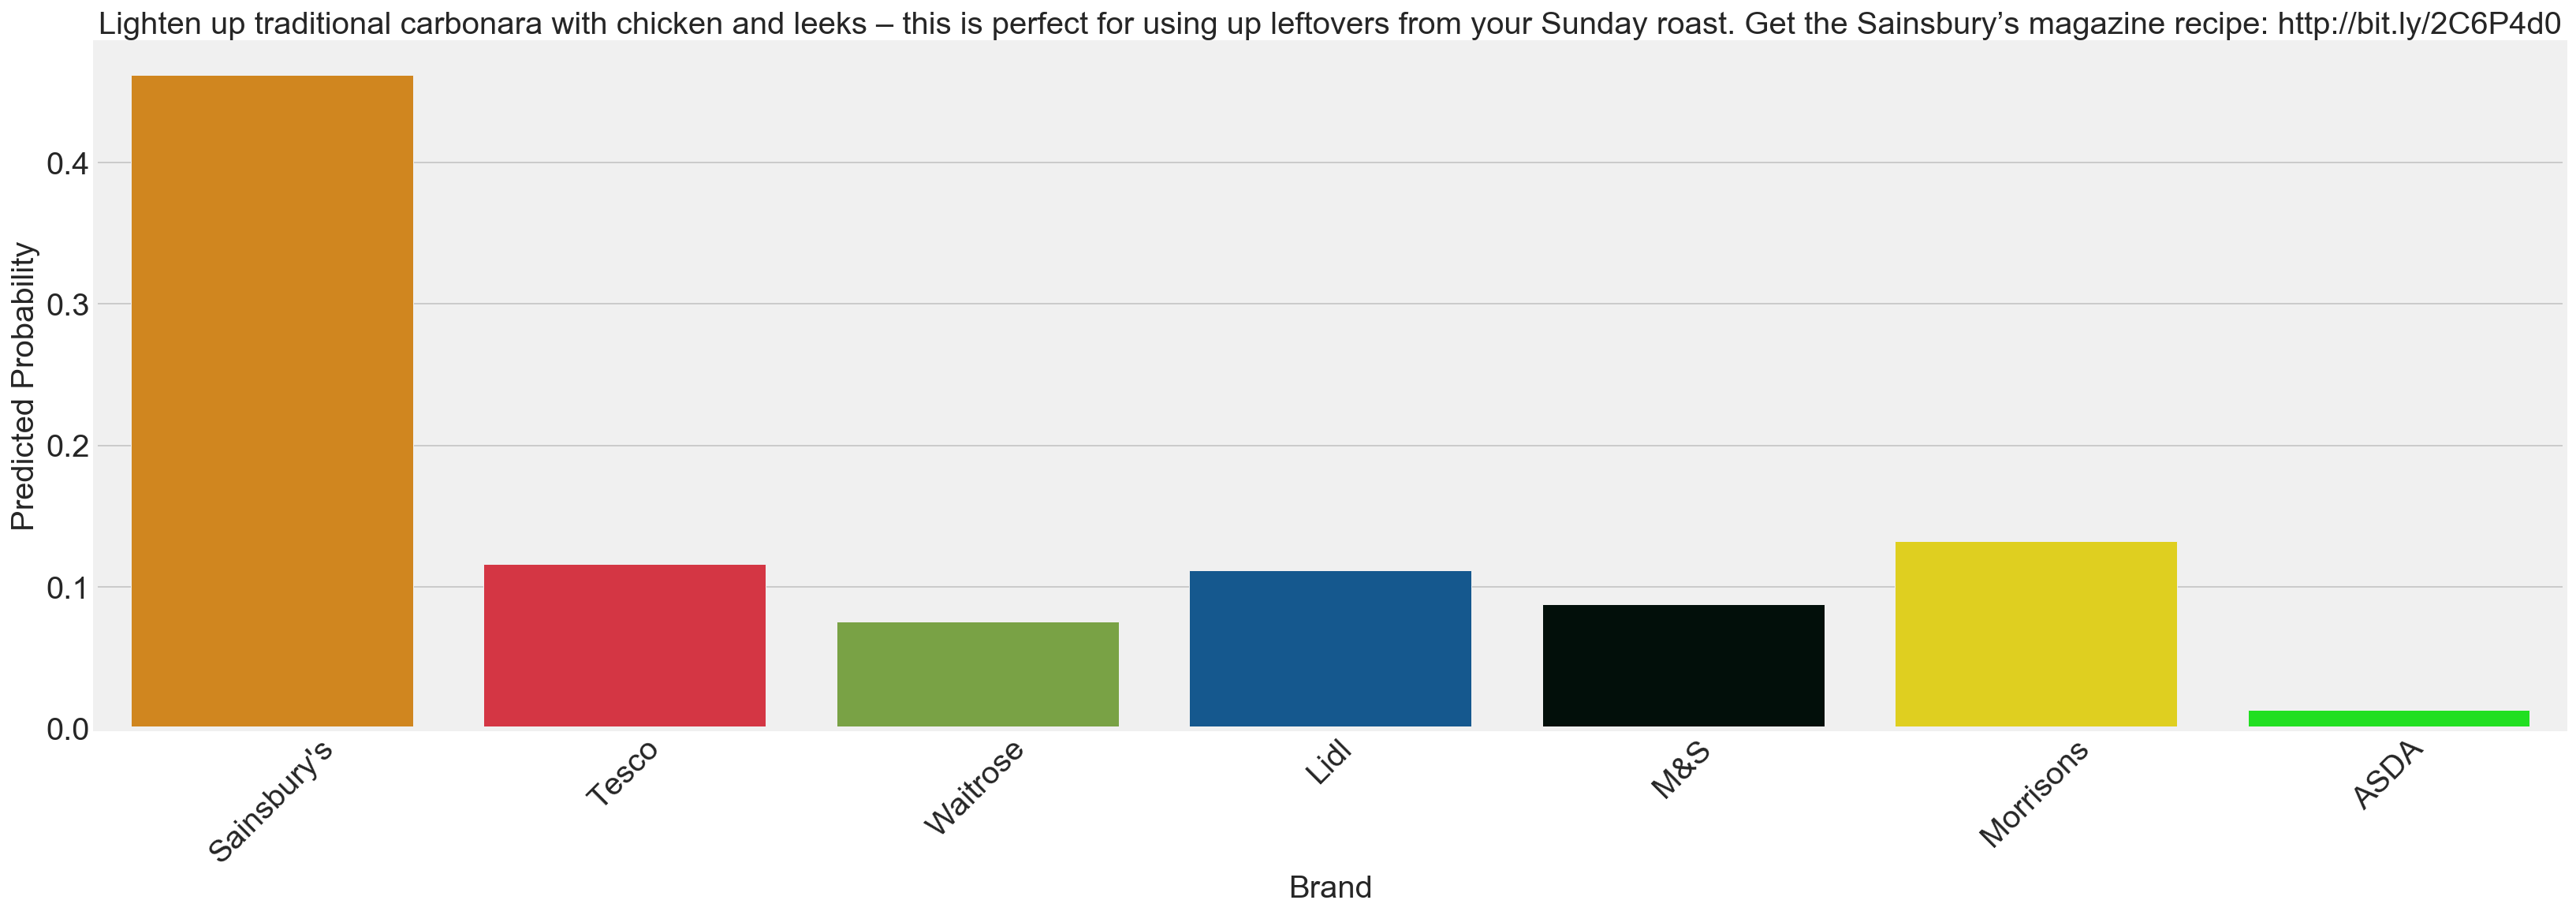 Lighten up traditional carbonara with chicken and leeks – this is perfect for using up leftovers from your Sunday roast. Get the Sainsbury’s magazine recipe: http://bit.ly/2C6P4d0
Predicted Probability
0.4
0.3
0.2
0.1
0.0
Sainsbury's
Tesco
Waitrose
Lidl
M&S
Morrisons
ASDA
Brand